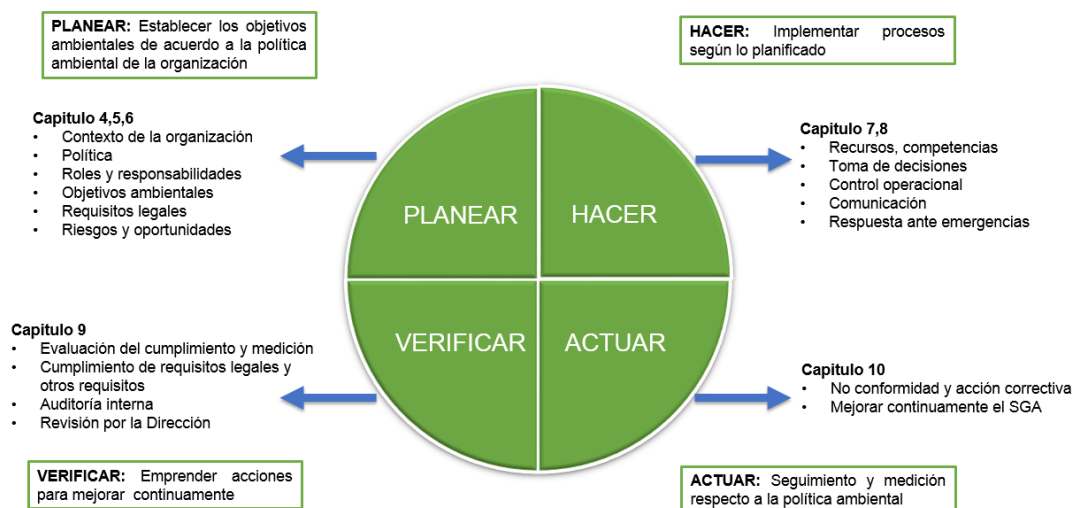 PLANEAR: Establecer los objetivos
ambientales de acuerdo a la política
ambiental de la organización
HACER: Implementar procesos
según lo planificado
Capitulo 4,5,6
• Contexto de la organización
• Política
• Roles y responsabilidades
• Objetivos ambientales
• Requisitos legales
• Riesgos y oportunidades
Capitulo 7,8
• Recursos, competencias
• Toma de decisiones
• Control operacional
• Comunicación
• Respuesta ante emergencias
PLANEAR
HACER
VERIFICAR
ACTUAR
Capitulo 9
• Evaluación del cumplimiento y medición
• Cumplimiento de requisitos legales y
otros requisitos
• Auditoría interna
• Revisión por la Dirección
Capitulo 10
• No conformidad y acción correctiva
• Mejorar continuamente el SGA
VERIFICAR: Emprender acciones
para mejorar continuamente
ACTUAR: Seguimiento y medición
respecto a la política ambiental